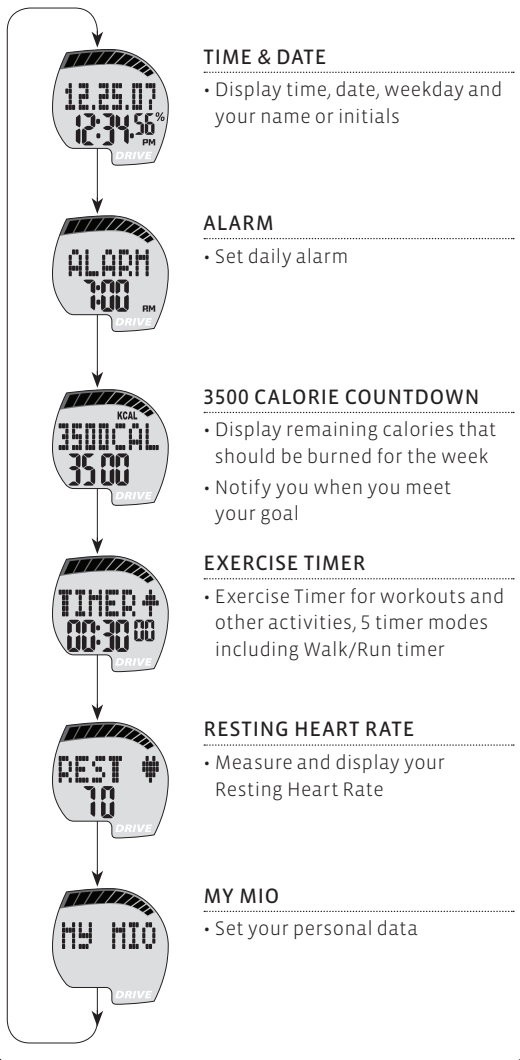 TIME & DATE
• Display time, date, weekday and
your name or initials
12.25.07
12:34.56%
PM
DRIVE
ALARM
• Set daily alarm
ALARM
7:00 AM
DRIVE
3500 CALORIE COUNTDOWN
• Display remaining calories that
should be burned for the week
• Notify you when you meet
your goal
KCAL
3500CAL
3500
DRIVE
EXERCISE TIMER
• Exercise Timer for workouts and
other activities, 5 timer modes
including Walk/Run timer
TIMER
00:30 00
DRIVE
RESTING HEART RATE
• Measure and display your
Resting Heart Rate
REST
70
DRIVE
MY MIO
• Set your personal data
MY MIO
DRIVE